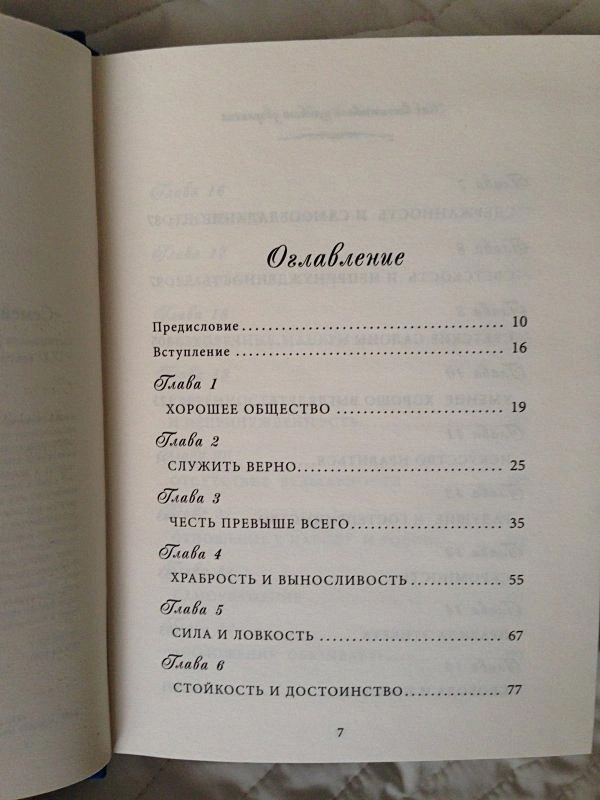 Оглавление
Предисловие 10
Вступление 16
Глава 1
ХОРОШЕЕ ОБЩЕСТВО 19
Глава 2
СЛУЖИТЬ ВЕРНО 25
Глава 3
ЧЕСТЬ ПРЕВЫШЕ ВСЕГО 35
Глава 4
ХРАБРОСТЬ И ВЫНОСЛИВОСТЬ 55
Глава 5
СИЛА И ЛОВКОСТЬ 67
Глава 6
СТОЙКОСТЬ И ДОСТОИНСТВО 77
7